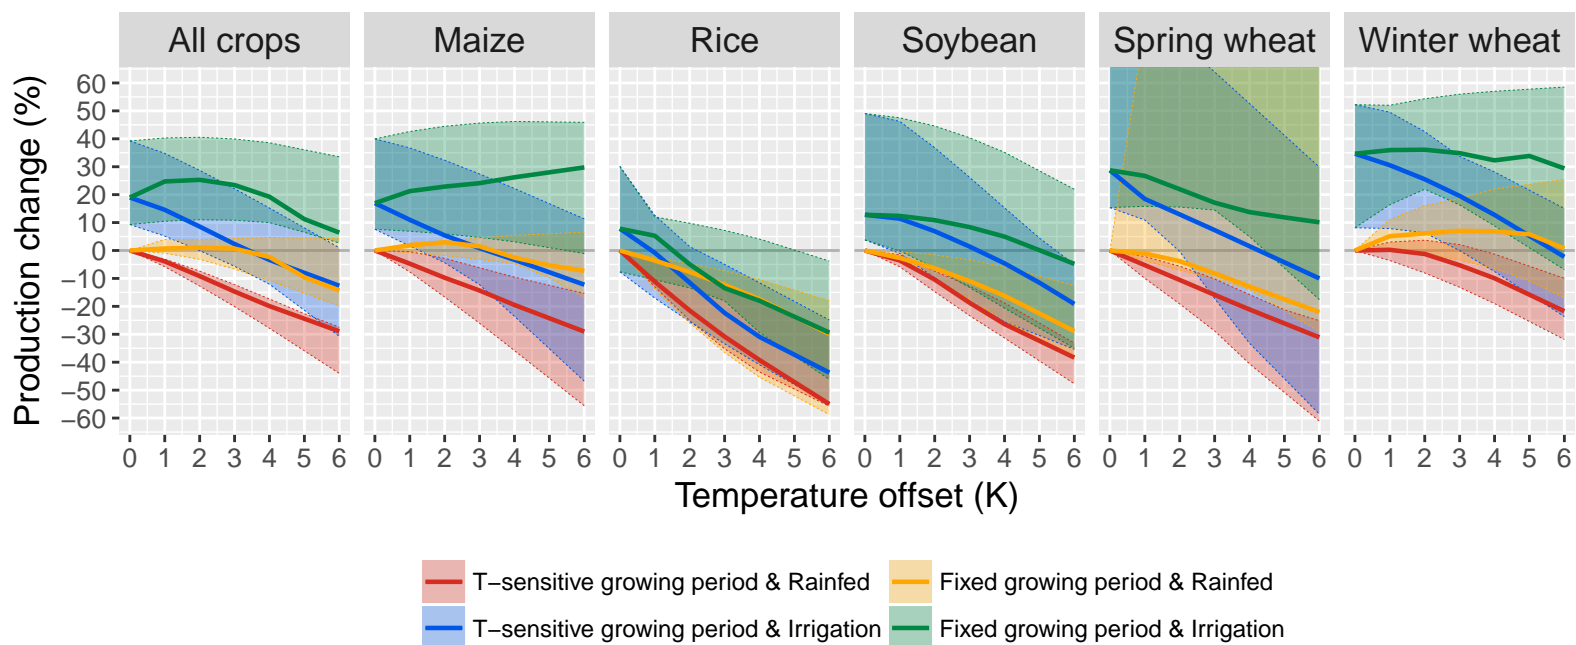 All crops Maize Rice Soybean Spring wheat Winter wheat
Production change (%)
60
50
40
30
20
10
0
−10
−20
−30
−40
−50
−60
0 1 2 3 4 5 6 0 1 2 3 4 5 6 0 1 2 3 4 5 6 0 1 2 3 4 5 6 0 1 2 3 4 5 6 0 1 2 3 4 5 6
Temperature offset (K)
T−sensitive growing period & Rainfed Fixed growing period & Rainfed
T−sensitive growing period & Irrigation Fixed growing period & Irrigation